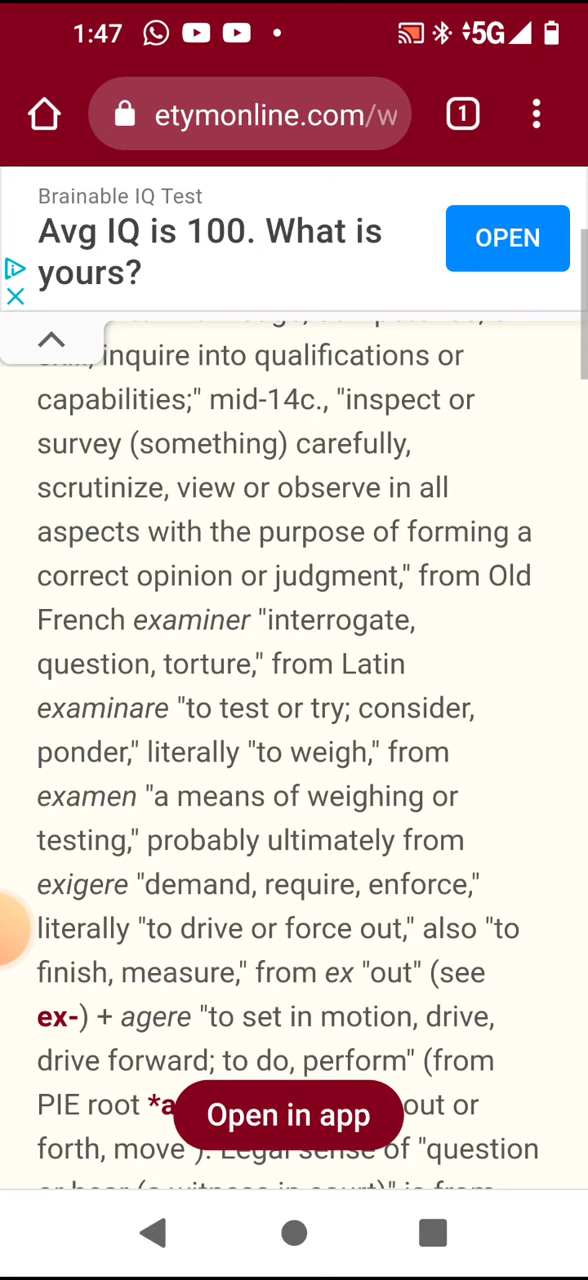 1:47
5G
etymonline.com/w
1
Brainable IQ Test
Avg IQ is 100. What is
yours?
OPEN
inquire into qualifications or
capabilities;" mid-14c., "inspect or
survey (something) carefully,
scrutinize, view or observe in all
aspects with the purpose of forming a
correct opinion or judgment," from Old
French examiner "interrogate,
question, torture," from Latin
examinare "to test or try; consider,
ponder," literally "to weigh," from
examen "a means of weighing or
testing," probably ultimately from
exigere "demand, require, enforce,"
literally "to drive or force out," also "to
finish, measure," from ex "out" (see
ex-) + agere "to set in motion, drive,
drive forward; to do, perform" (from
PIE root *a out or
Open in app
forth, move"). Legal sense of "question